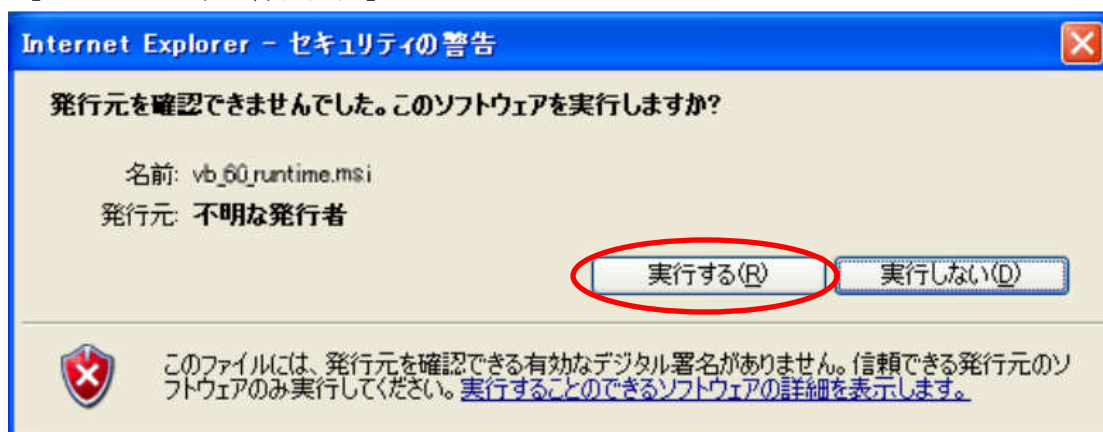 Internet Explorer - セキュリティの警告
発行元を確認できませんでした。このソフトウェアを実行しますか?
名前: vb_60_runtime.msi
発行元: 不明な発行者
実行する(R)
実行しない(D)
このファイルには、発行元を確認できる有効なデジタル署名がありません。信頼できる発行元のソ
フトウェアのみ実行してください。実行することのできるソフトウェアの詳細を表示します。